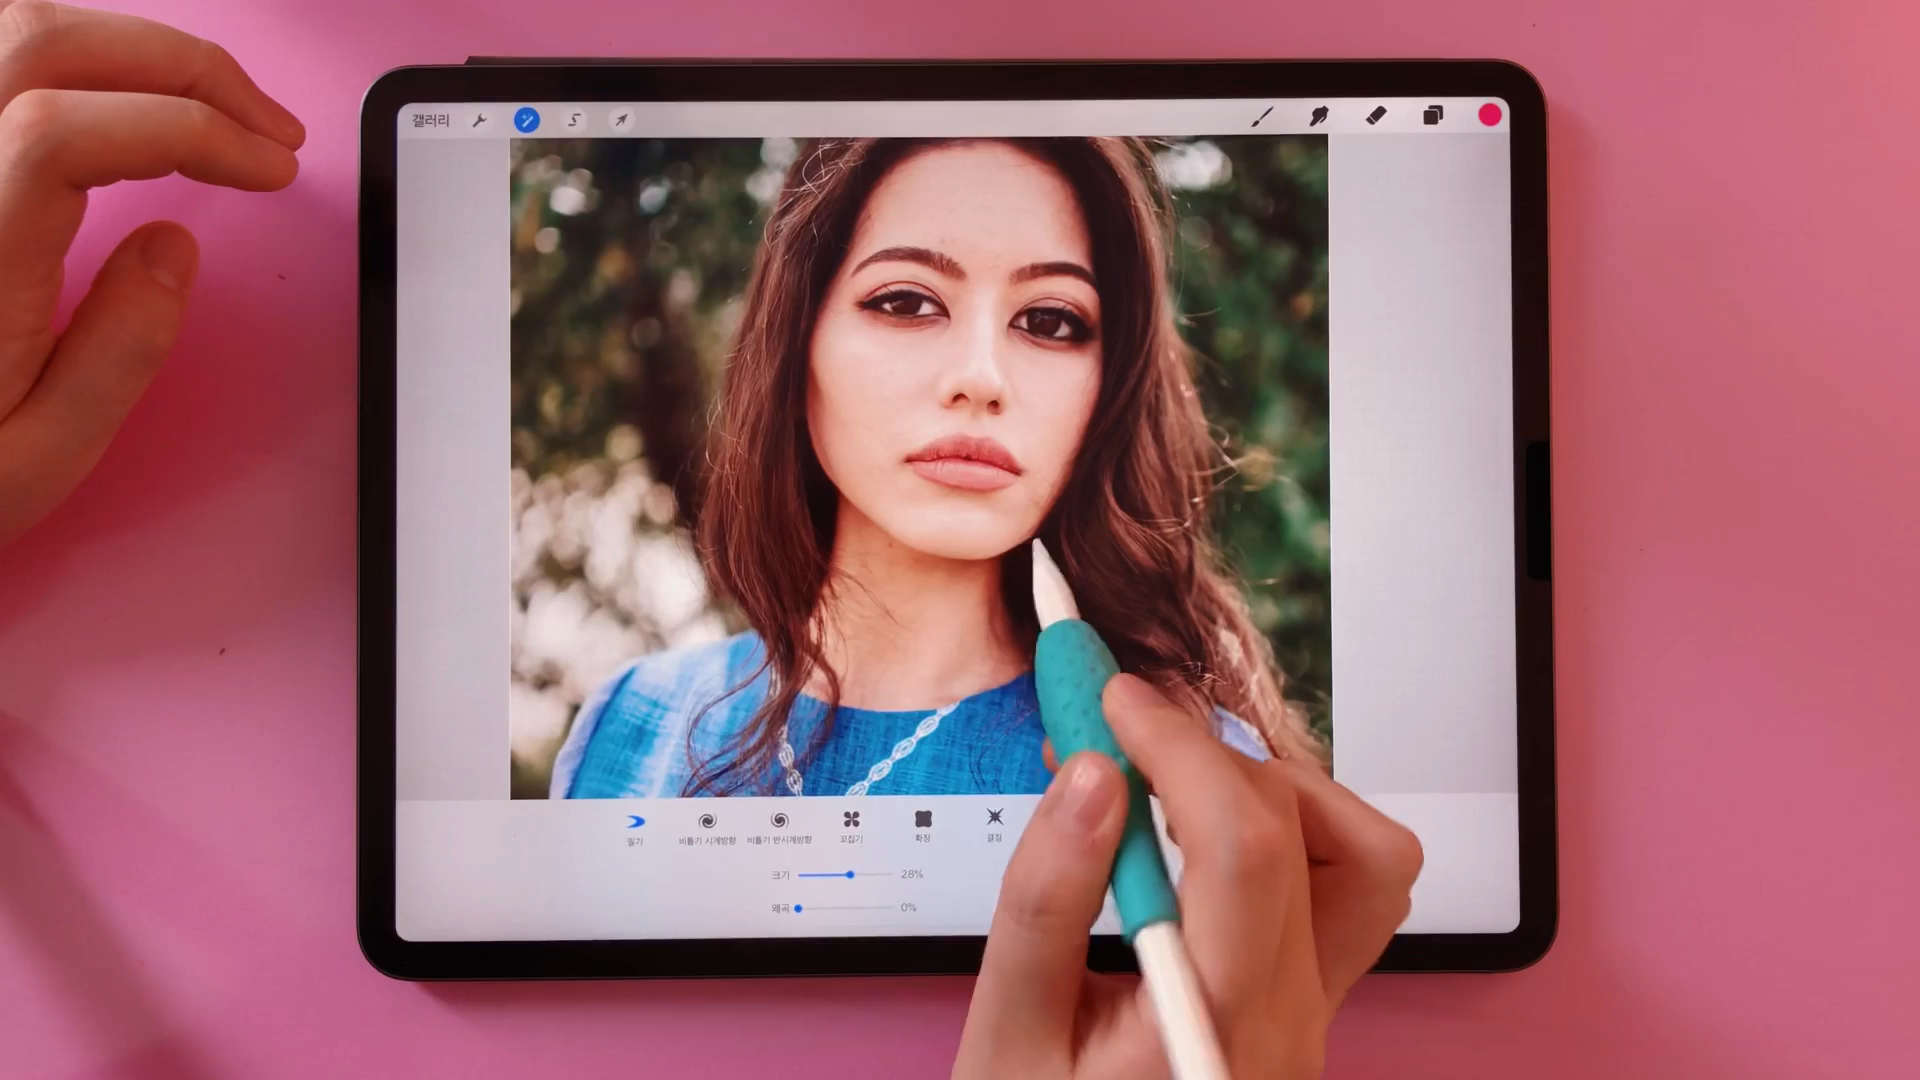 갤러리
밀기
비틀기 시계방향
비틀기 반시계방향
꼬집기
확장
결정
크기 28%
왜곡 0%